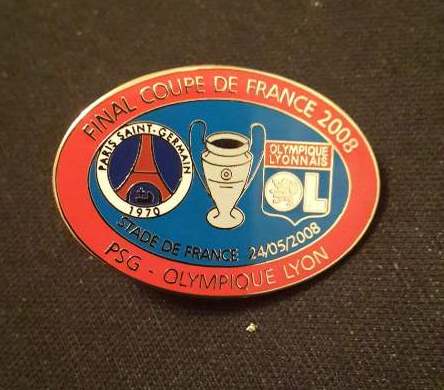 FINAL COUPE DE FRANCE 2008
PARIS SAINT-GERMAIN
1970
OLYMPIQUE
LYONNAIS
OL
STADE DE FRANCE 24/05/2008
PSG - OLYMPIQUE LYON